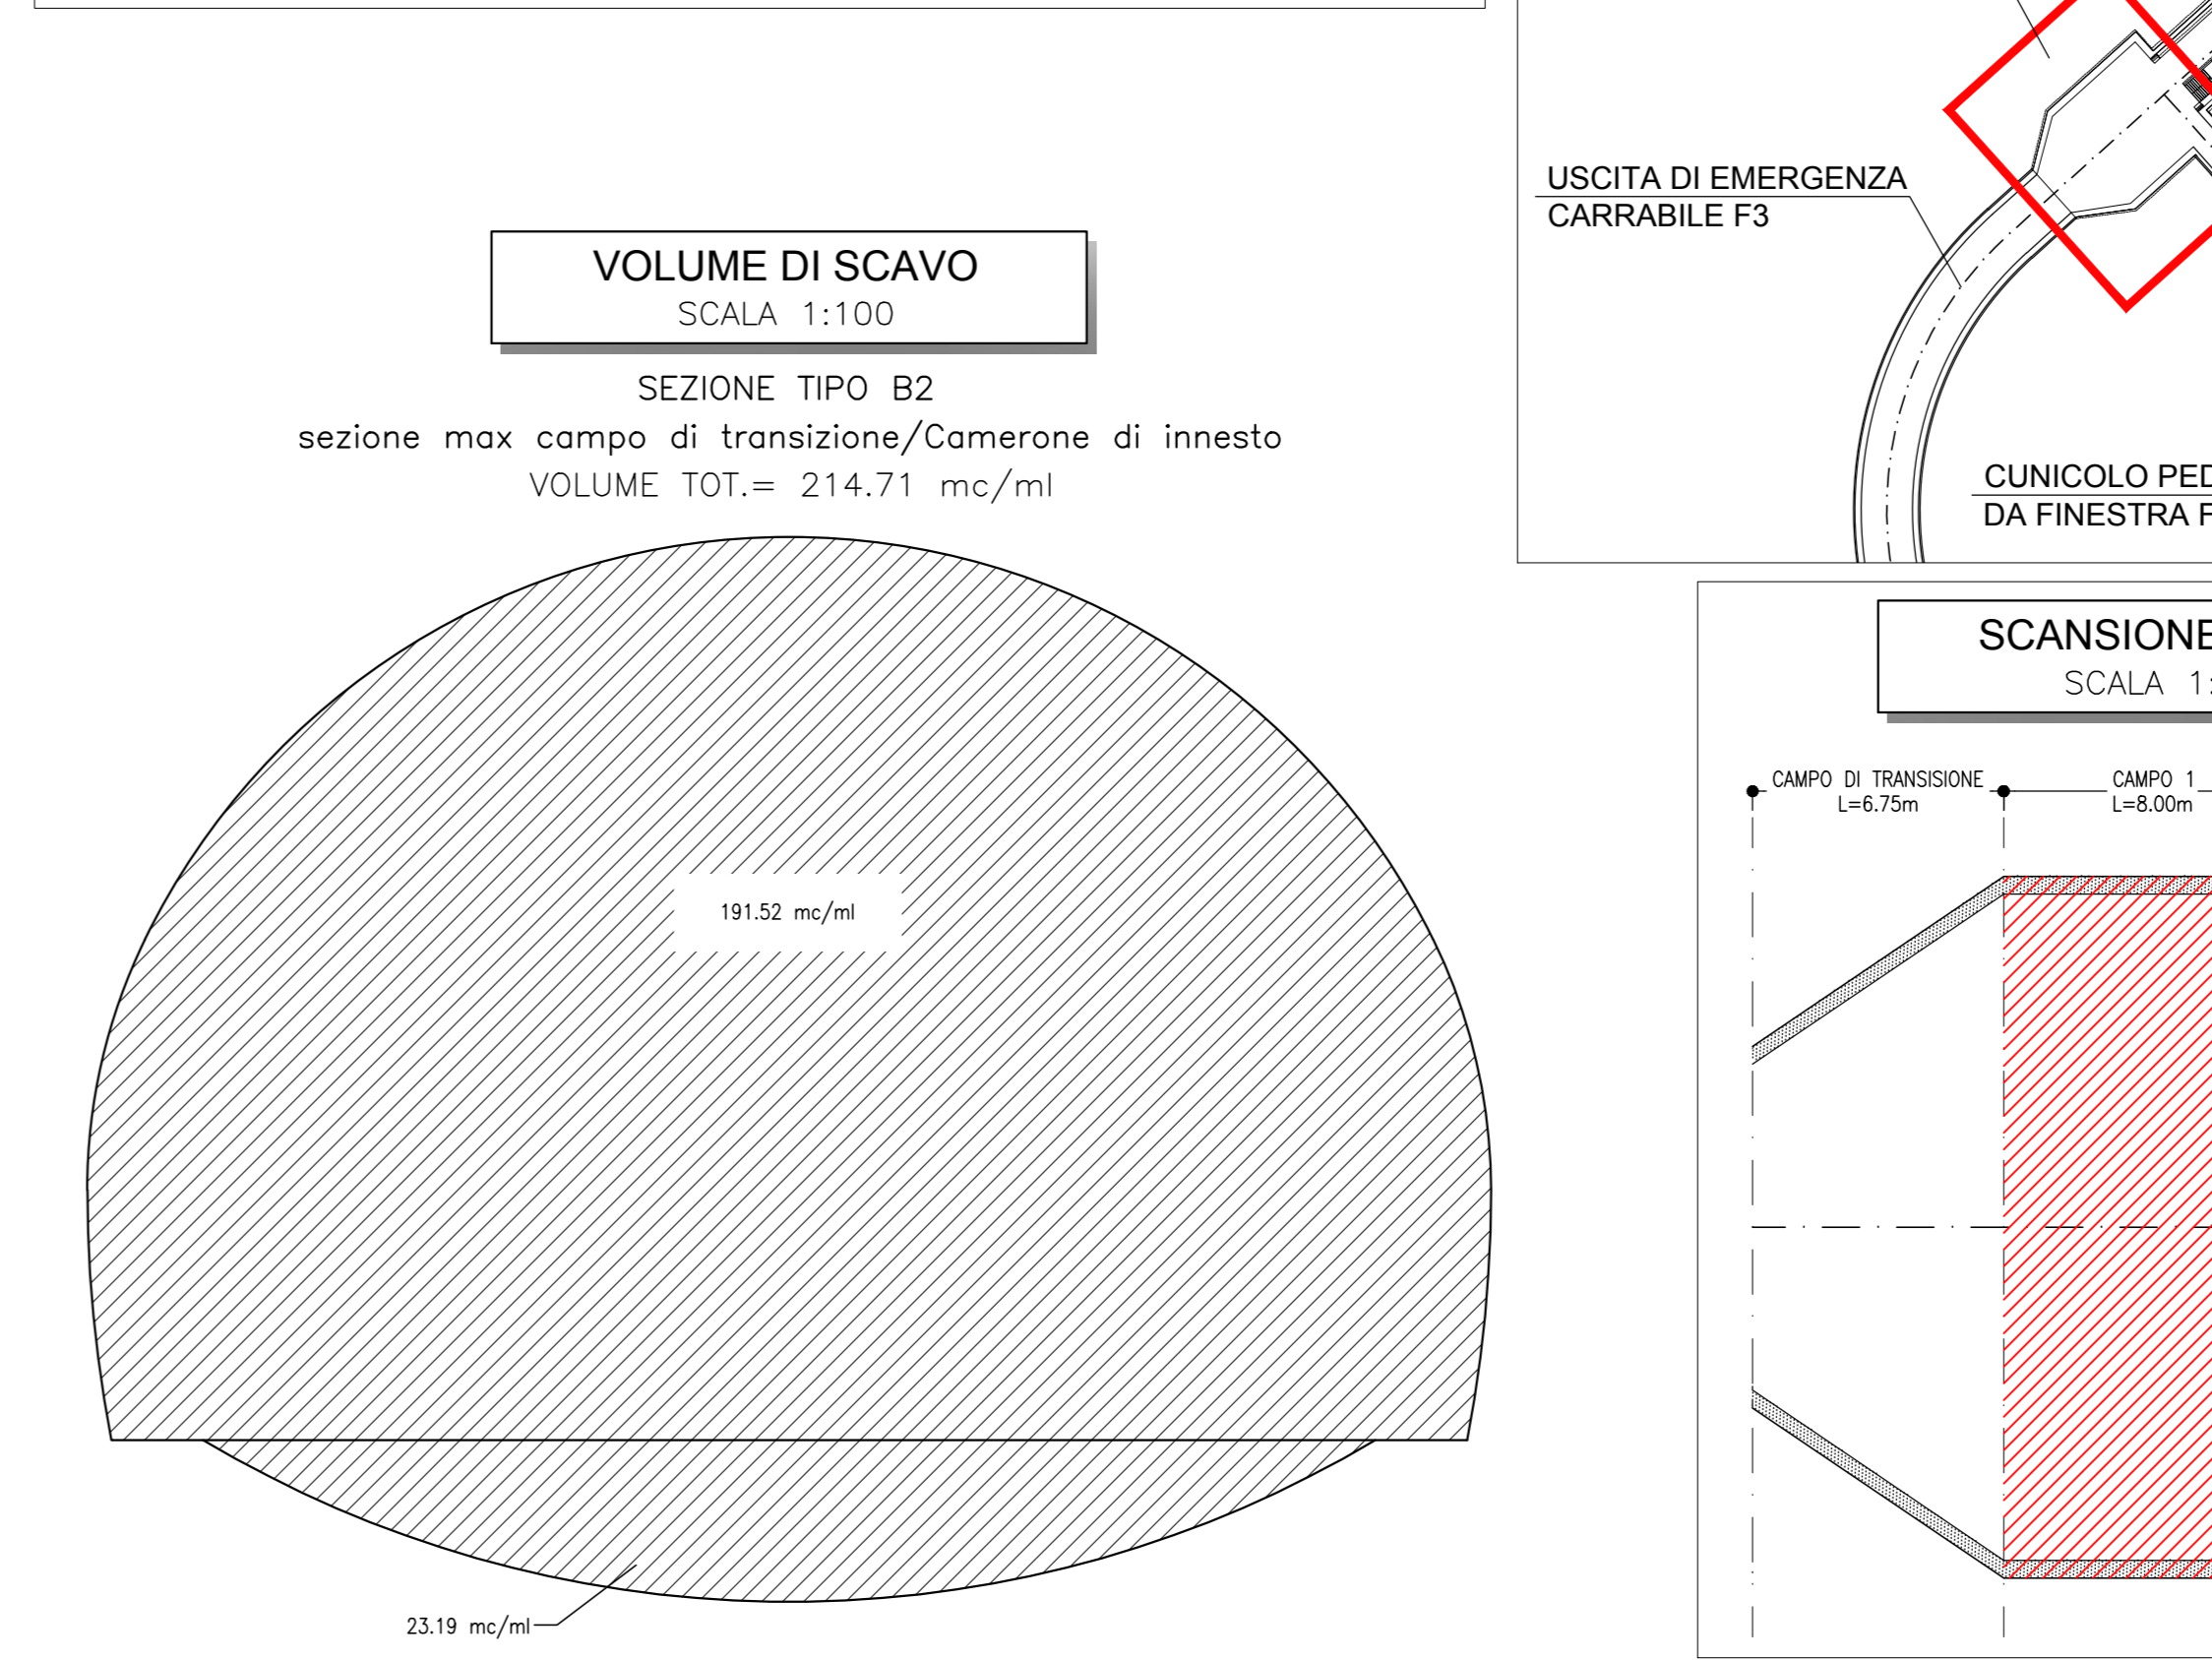 VOLUME DI SCAVO
SCALA 1:100
SEZIONE TIPO B2
sezione max campo di transizione/Camerone di innesto
VOLUME TOT.= 214.71 mc/ml
191.52 mc/ml
23.19 mc/ml
USCITA DI EMERGENZA
CARRABILE F3
CUNICOLO PED
DA FINESTRA F
SCANSIONE
SCALA 1:
CAMPO DI TRANSISIONE
L=6.75m
CAMPO 1
L=8.00m